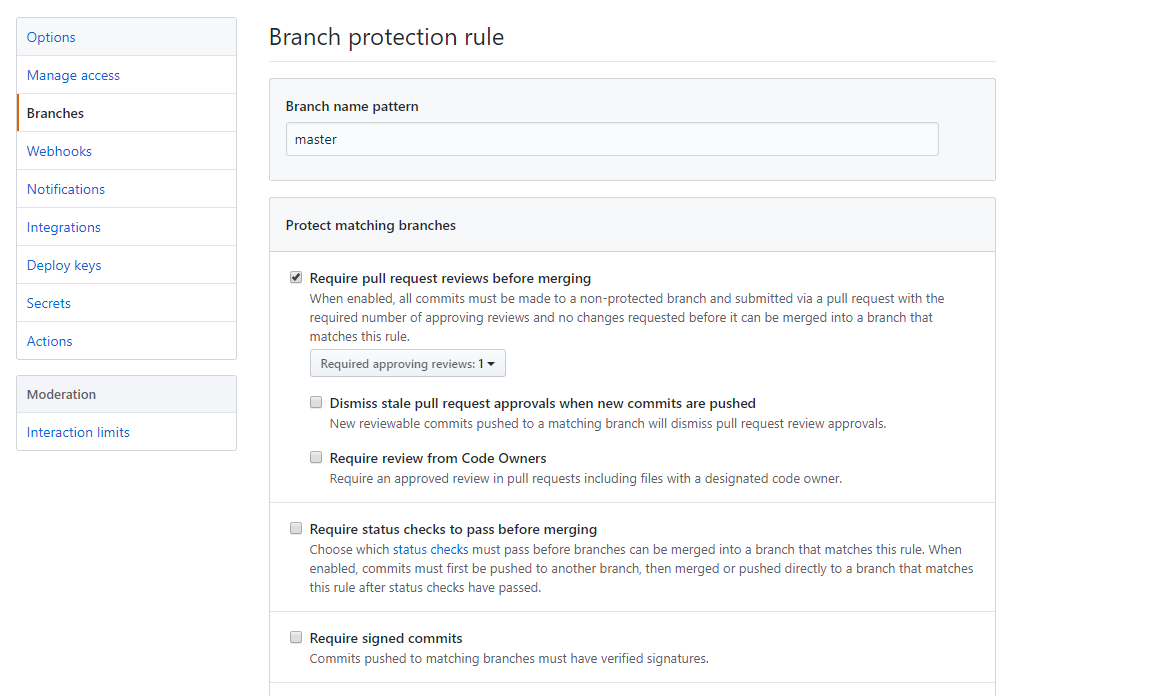 Options
Manage access
Branches
Webhooks
Notifications
Integrations
Deploy keys
Secrets
Actions
Moderation
Interaction limits
Branch protection rule
Branch name pattern
master
Protect matching branches
Require pull request reviews before merging
When enabled, all commits must be made to a non-protected branch and submitted via a pull request with the
required number of approving reviews and no changes requested before it can be merged into a branch that
matches this rule.
Required approving reviews: 1
Dismiss stale pull request approvals when new commits are pushed
New reviewable commits pushed to a matching branch will dismiss pull request review approvals.
Require review from Code Owners
Require an approved review in pull requests including files with a designated code owner.
Require status checks to pass before merging
Choose which status checks must pass before branches can be merged into a branch that matches this rule. When
enabled, commits must first be pushed to another branch, then merged or pushed directly to a branch that matches
this rule after status checks have passed.
Require signed commits
Commits pushed to matching branches must have verified signatures.